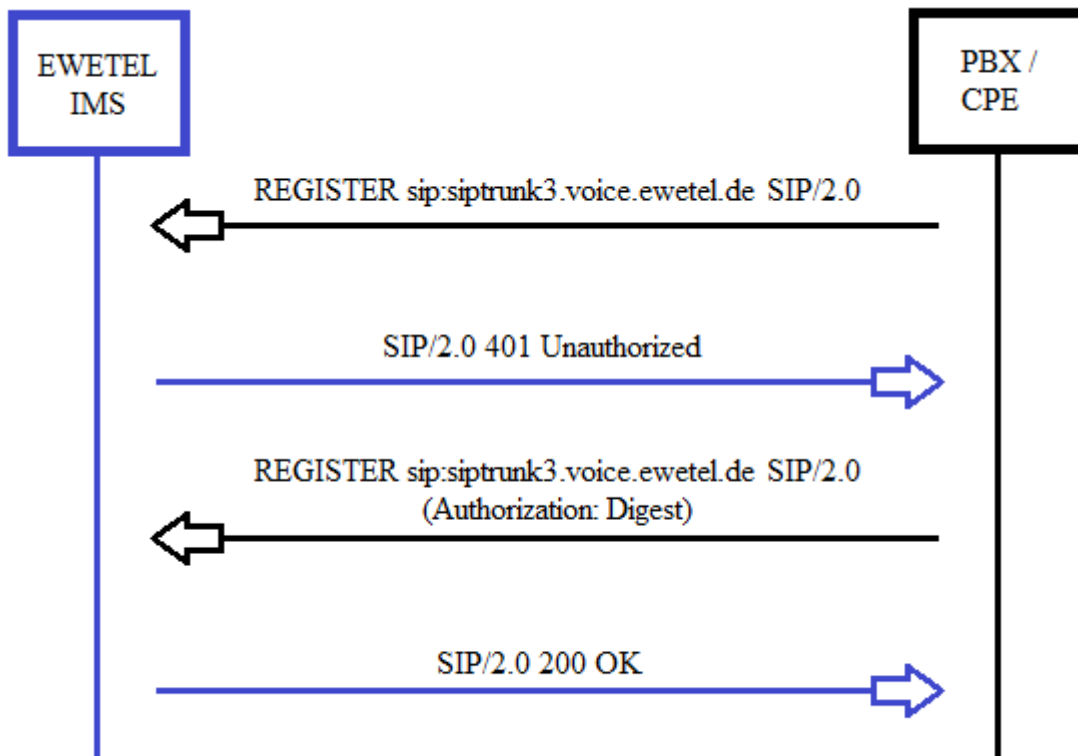 EWETEL
IMS
PBX /
CPE
REGISTER sip:siptrunk3.voice.ewetel.de SIP/2.0
SIP/2.0 401 Unauthorized
REGISTER sip:siptrunk3.voice.ewetel.de SIP/2.0
(Authorization: Digest)
SIP/2.0 200 OK